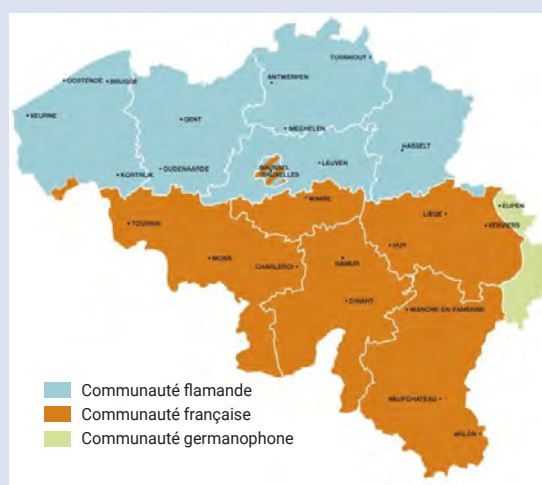 TURNHOUT
OOSTENDE
BRUGGE
ANTWERPEN
VEURNE
GENT
MECHELEN
HASSELT
LEUVEN
BRUSSEL
BRUXELLES
KORTRIJK
OUDENAARDE
WAVRE
EUPEN
LIÈGE
TOURNAI
VERVIERS
HUY
MONS
NAMUR
CHARLEROI
DINANT
MARCHE-EN-FAMENNE
Communauté flamande
NEUFCHATEAU
Communauté française
ARLON
Communauté germanophone